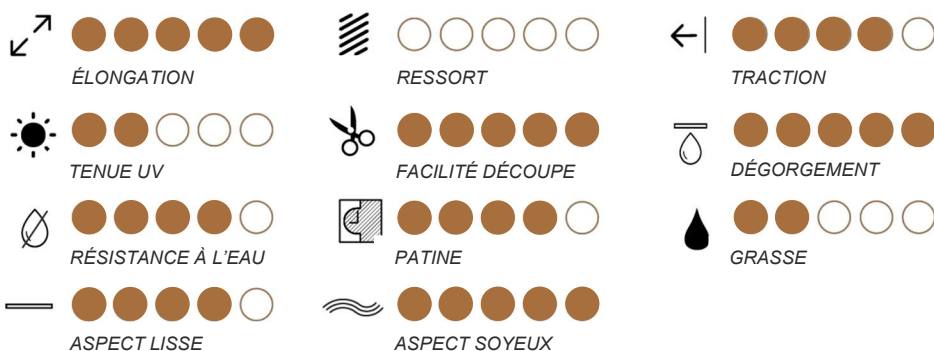 ÉLONGATION
RESSORT
TRACTION
TENUE UV
FACILITÉ DÉCOUPE
DÉGORGEMENT
RÉSISTANCE À L'EAU
PATINE
GRASSE
ASPECT LISSE
ASPECT SOYEUX